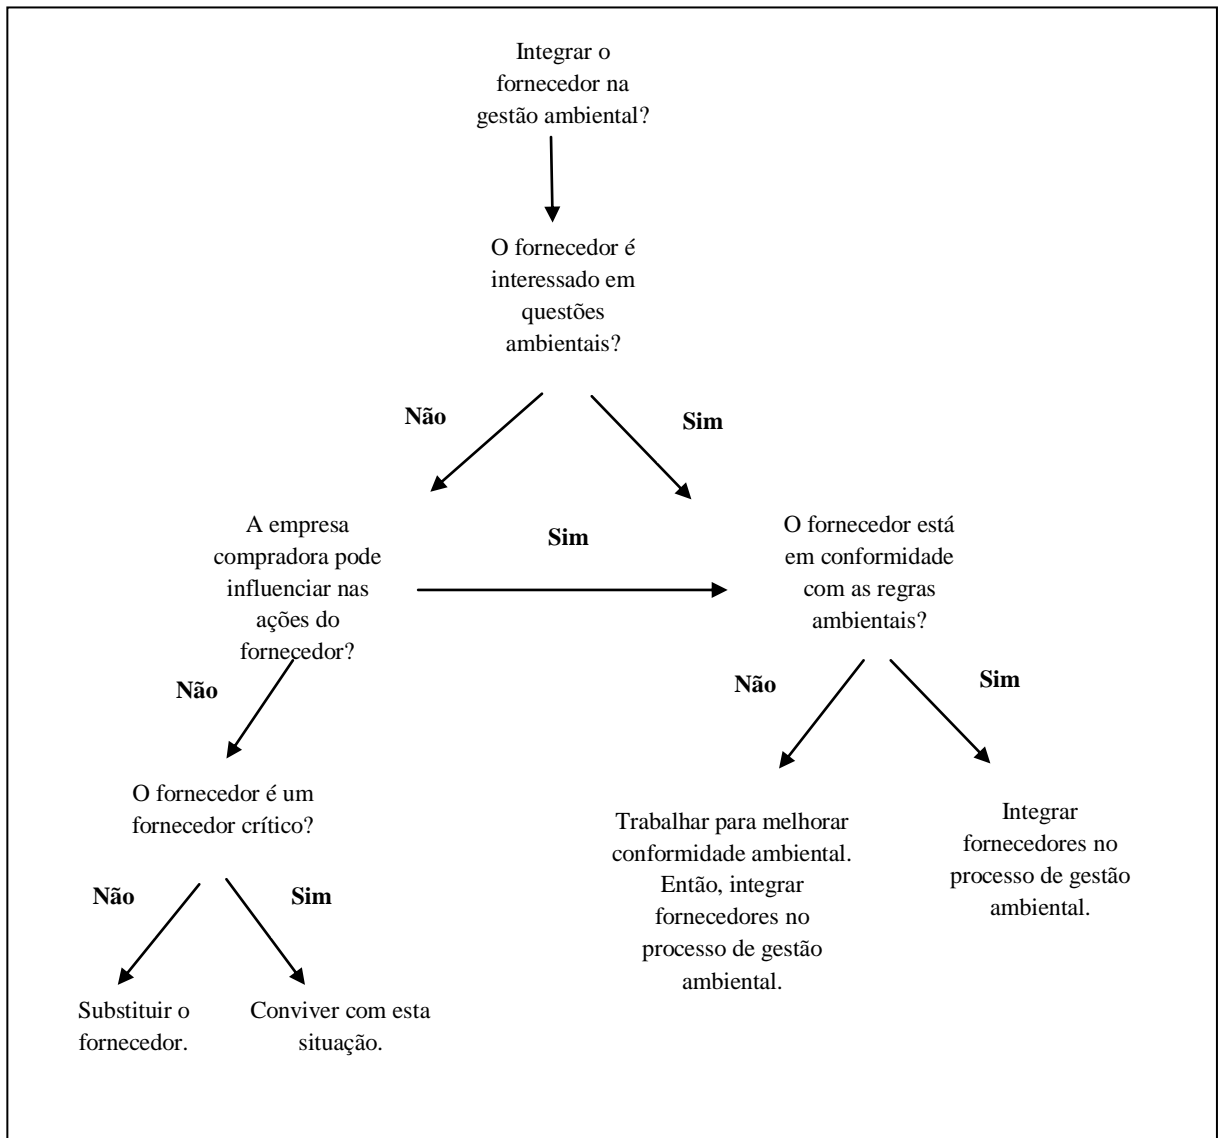 Integrar o
fornecedor na
gestão ambiental?
O fornecedor é
interessado em
questões
ambientais?
Não
Sim
A empresa
compradora pode
influenciar nas
ações do
fornecedor?
Sim
O fornecedor está
em conformidade
com as regras
ambientais?
Não
Não
Sim
O fornecedor é um
fornecedor crítico?
Trabalhar para melhorar
conformidade ambiental.
Então, integrar
fornecedores no
processo de gestão
ambiental.
Integrar
fornecedores no
processo de gestão
ambiental.
Não
Sim
Substituir o
fornecedor.
Conviver com esta
situação.